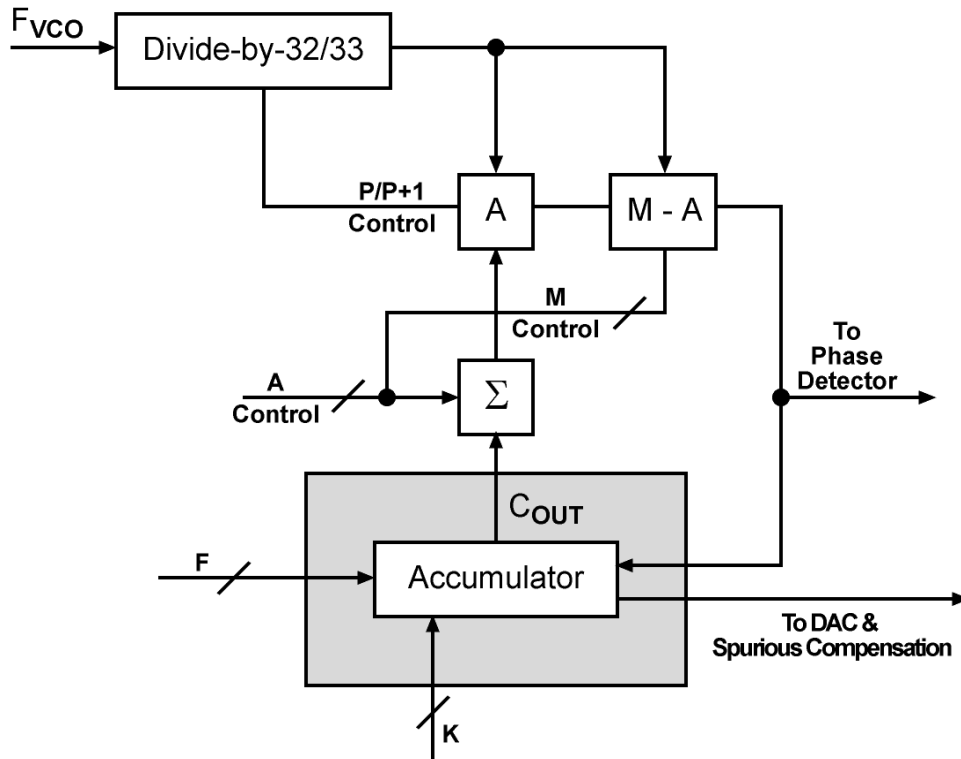 FVCO
Divide-by-32/33
P/P+1
Control
A
M - A
M
Control
To
Phase
Detector
A
Control
Σ
COUT
F
Accumulator
To DAC &
Spurious Compensation
K